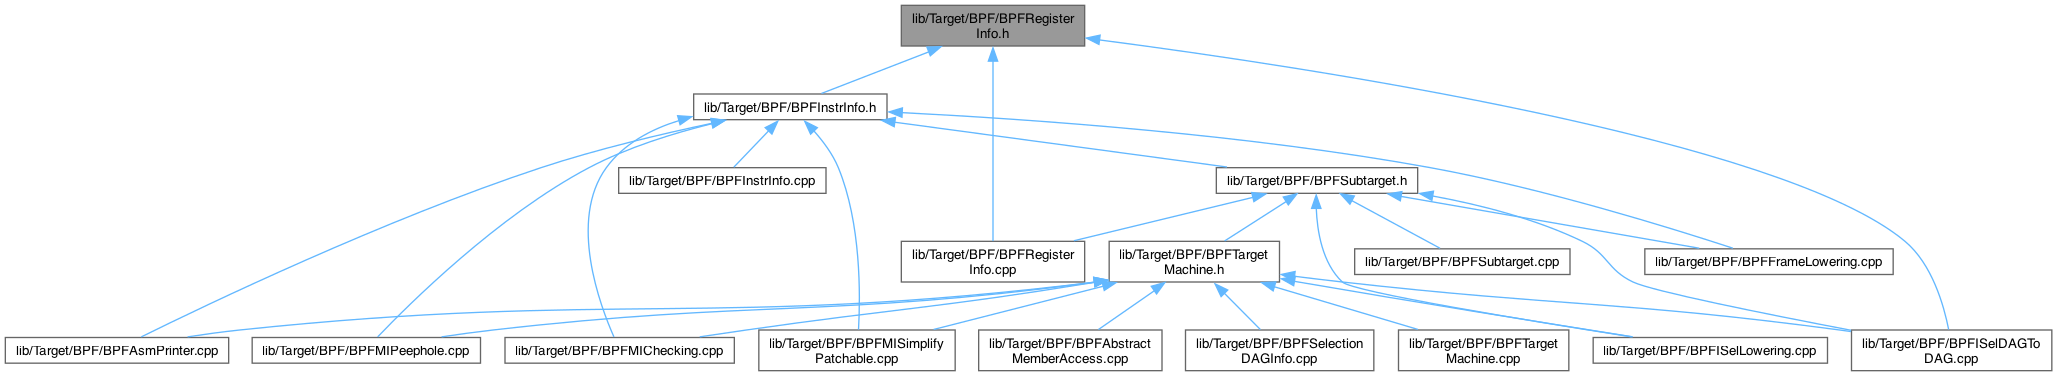 lib/Target/BPF/BPFRegister
Info.h
lib/Target/BPF/BPFInstrInfo.h
lib/Target/BPF/BPFInstrInfo.cpp
lib/Target/BPF/BPFSubtarget.h
lib/Target/BPF/BPFRegister
Info.cpp
lib/Target/BPF/BPFTarget
Machine.h
lib/Target/BPF/BPFSubtarget.cpp
lib/Target/BPF/BPFFrameLowering.cpp
lib/Target/BPF/BPFAsmPrinter.cpp
lib/Target/BPF/BPFMIPeephole.cpp
lib/Target/BPF/BPFMIChecking.cpp
lib/Target/BPF/BPFMISimplify
Patchable.cpp
lib/Target/BPF/BPFAbstract
MemberAccess.cpp
lib/Target/BPF/BPFSelection
DAGInfo.cpp
lib/Target/BPF/BPFTarget
Machine.cpp
lib/Target/BPF/BPFISelLowering.cpp
lib/Target/BPF/BPFISelDAGTo
DAG.cpp